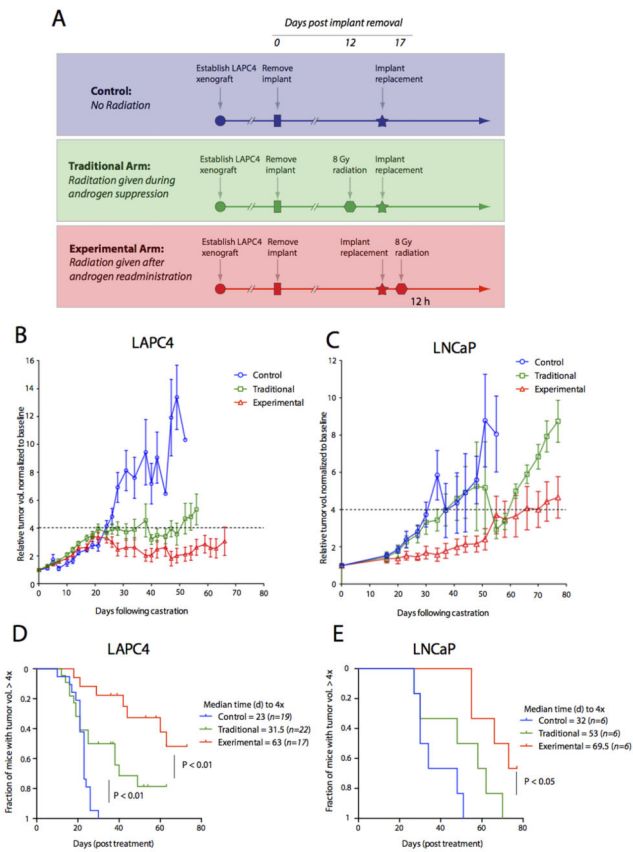 A
Days post implant removal
0 12 17
Establish LAPC4
xenograft
Remove
implant
Implant
replacement
Control:
No Radiation
Traditional Arm:
Raditation given during
androgen suppression
Establish LAPC4
xenograft
Remove
implant
8 Gy
radiation
Implant
replacement
Experimental Arm:
Radiation given after
androgen readministration
Establish LAPC4
xenograft
Remove
implant
Implant
replacement
8 Gy
radiation
12 h
B
LAPC4
Relative tumor vol. normalized to baseline
16
14
12
10
8
6
4
2
0
Control
Traditional
Experimental
0 10 20 30 40 50 60 70 80
Days following castration
C
LNCaP
Relative tumor vol. normalized to baseline
12
10
8
6
4
2
0
Control
Traditional
Experimental
0 10 20 30 40 50 60 70 80
Days following castration
D
LAPC4
Fraction of mice with tumor vol. > 4x
0
0.2
0.4
0.6
0.8
1
Median time (d) to 4x
Control = 23 (n=19)
Traditional = 31.5 (n=22)
Exerimental = 63 (n=17)
P < 0.01
P < 0.01
0 20 40 60 80
Days (post treatment)
E
LNCaP
Fraction of mice with tumor vol. > 4x
0
0.2
0.4
0.6
0.8
1
Median time (d) to 4x
Control = 32 (n=6)
Traditional = 53 (n=6)
Experimental = 69.5 (n=6)
P < 0.05
0 20 40 60 80
Days (post treatment)